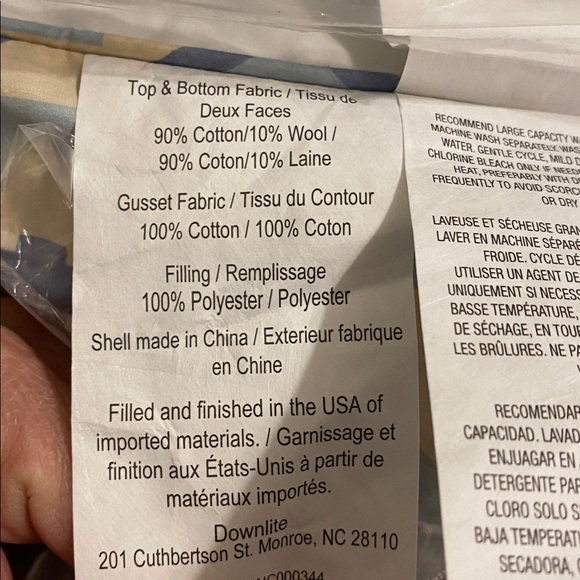 Top & Bottom Fabric / Tissu de
Deux Faces
90% Cotton/10% Wool /
90% Coton/10% Laine
Gusset Fabric / Tissu du Contour
100% Cotton / 100% Coton
Filling / Remplissage
100% Polyester / Polyester
Shell made in China / Exterieur fabrique
en Chine
Filled and finished in the USA of
imported materials. / Garnissage et
finition aux États-Unis à partir de
matériaux importés.
Downlite
201 Cuthbertson St. Monroe, NC 28110
NC000344
RECOMMEND LARGE CAPACITY
MACHINE WASH SEPARATELY.
WATER. GENTLE CYCLE, MILD
CHLORINE BLEACH ONLY IF
HEAT, PREFERABLY WITH
FREQUENTLY TO AVOID
OR DRY
LAVEUSE ET SÉCHEUSE
LAVER EN MACHINE
FROIDE. CYCLE
UTILISER UN AGENT DE
UNIQUEMENT SI
BASSE TEMPÉRATURE,
DE SÉCHAGE, EN
LES BRÛLURES. NE
CAPACIDAD.
ENJUAGAR EN
DETERGENTE
CLORO SOLO
BAJA
SECADORA,